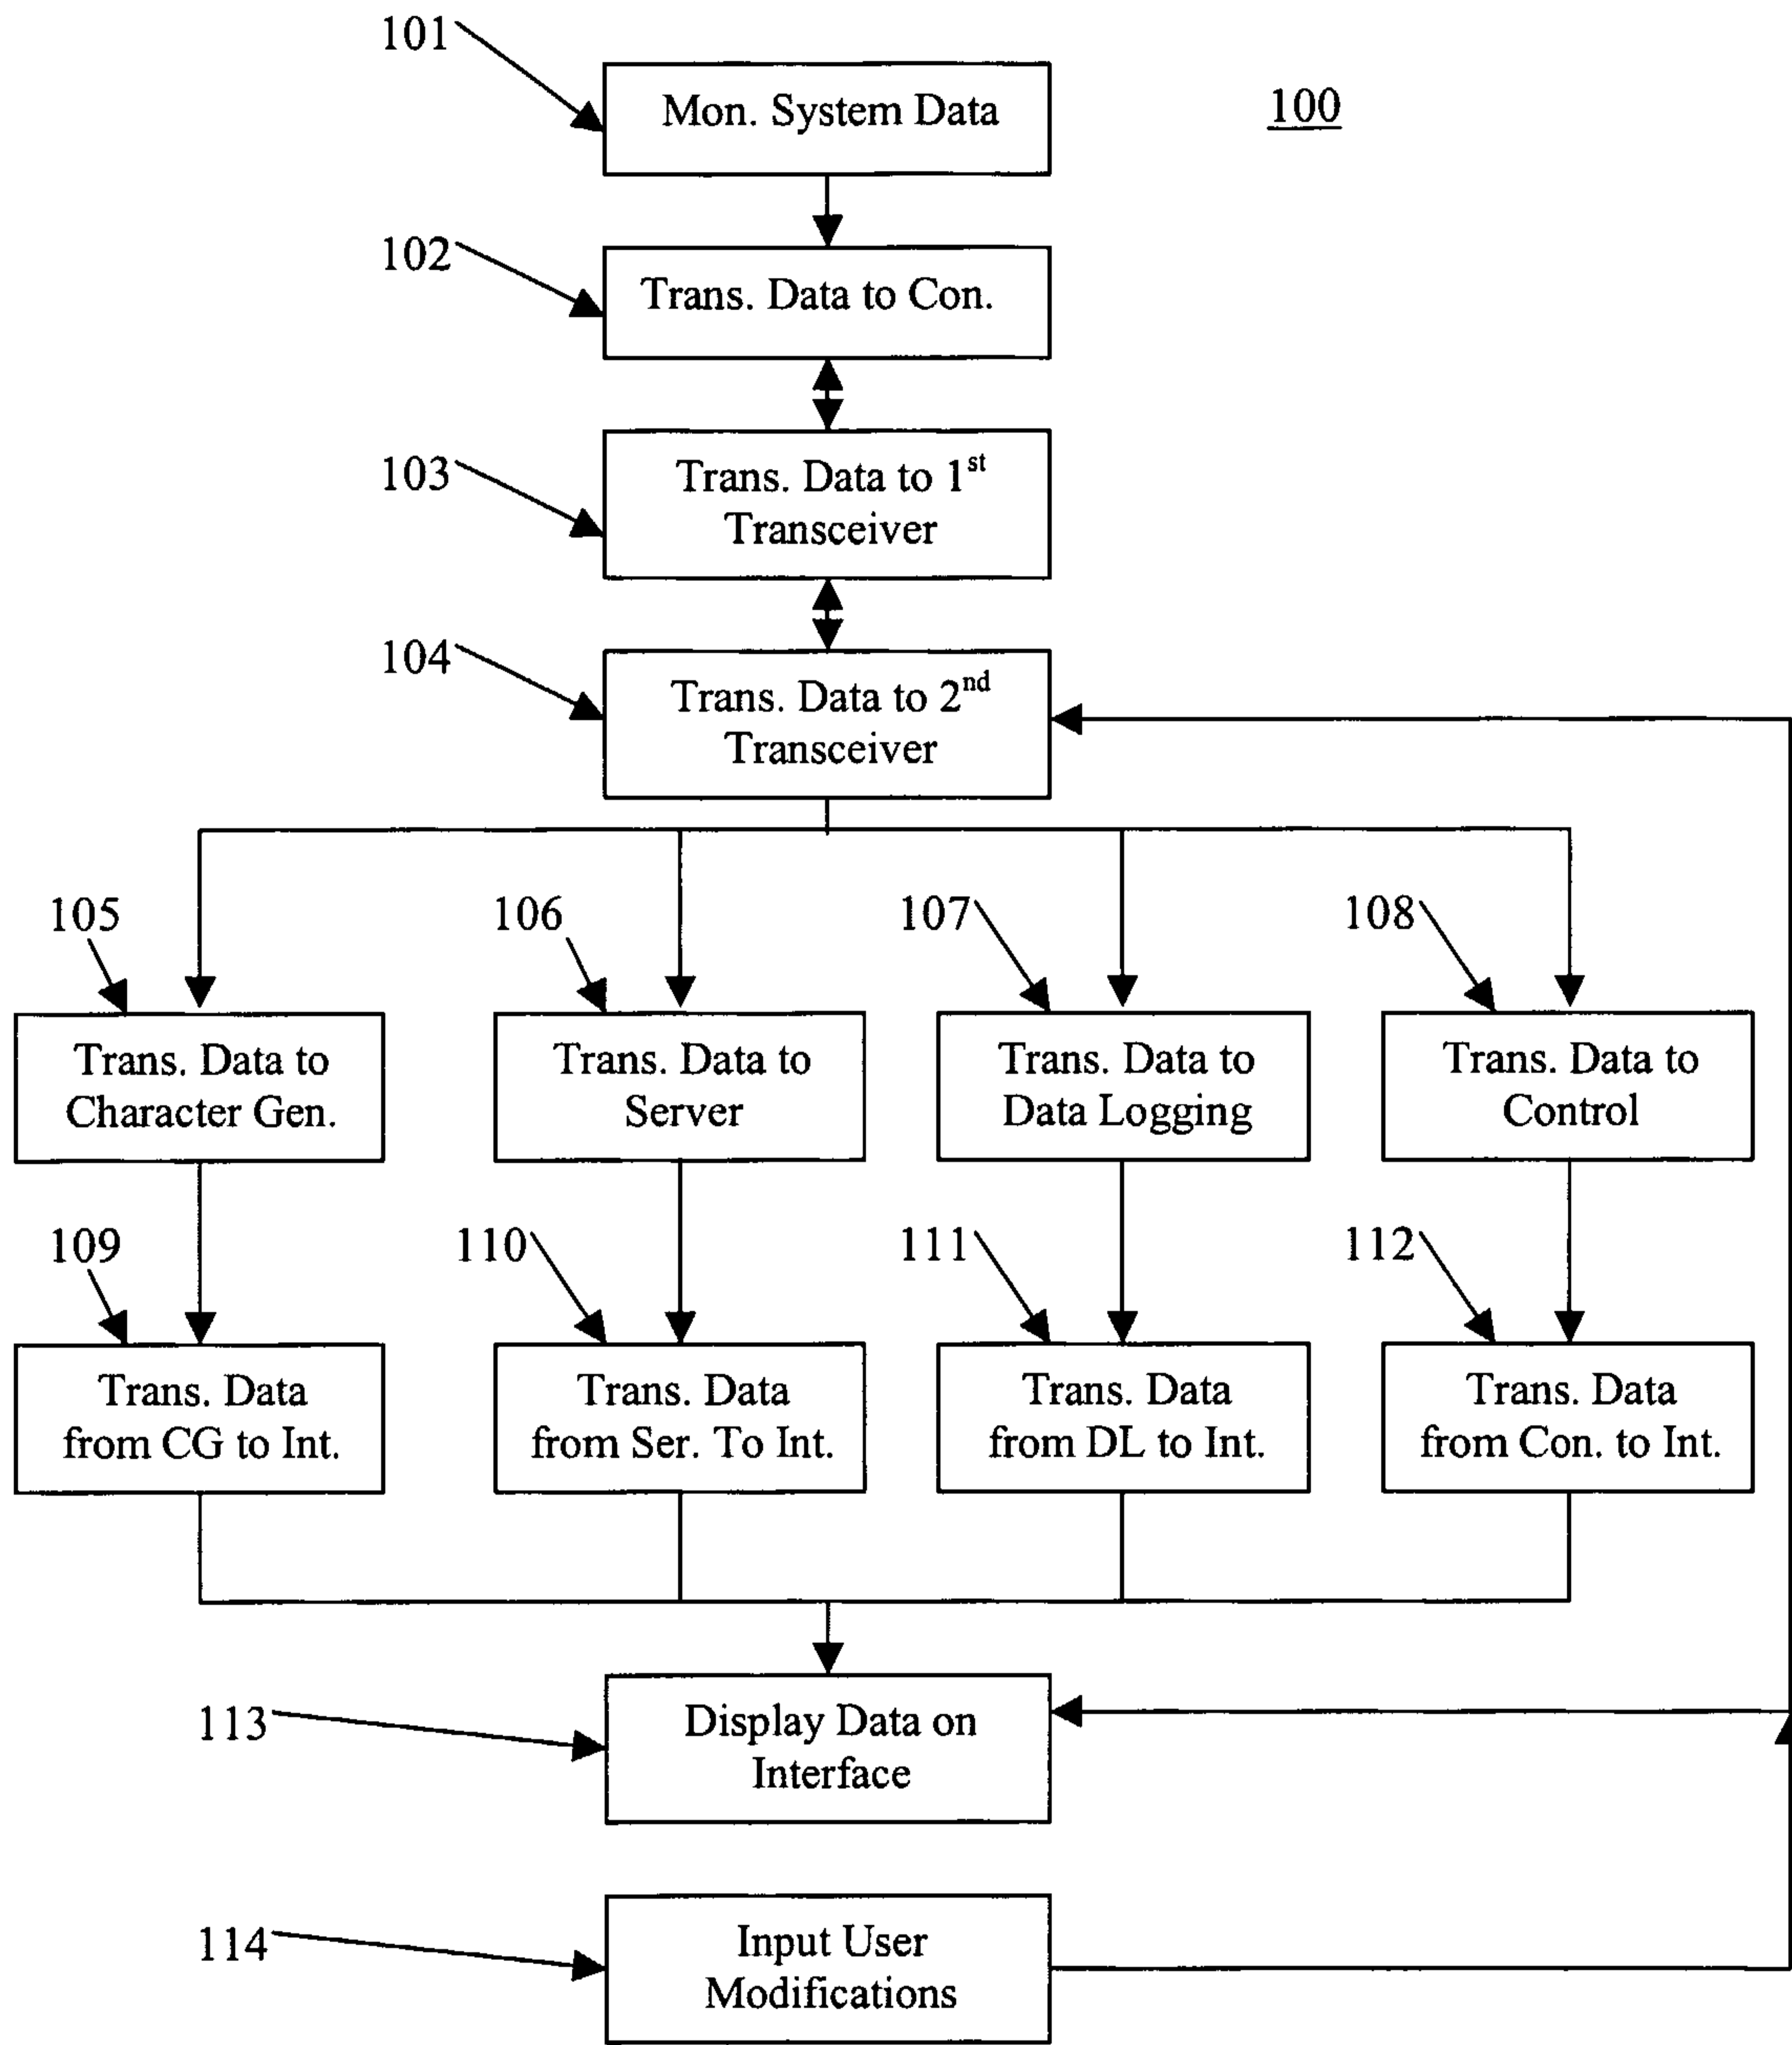 101
Mon. System Data
100
102
Trans. Data to Con.
103
Trans. Data to 1st
Transceiver
104
Trans. Data to 2nd
Transceiver
105
106
107
108
Trans. Data to
Character Gen.
Trans. Data to
Server
Trans. Data to
Data Logging
Trans. Data to
Control
109
110
111
112
Trans. Data
from CG to Int.
Trans. Data
from Ser. To Int.
Trans. Data
from DL to Int.
Trans. Data
from Con. to Int.
113
Display Data on
Interface
114
Input User
Modifications